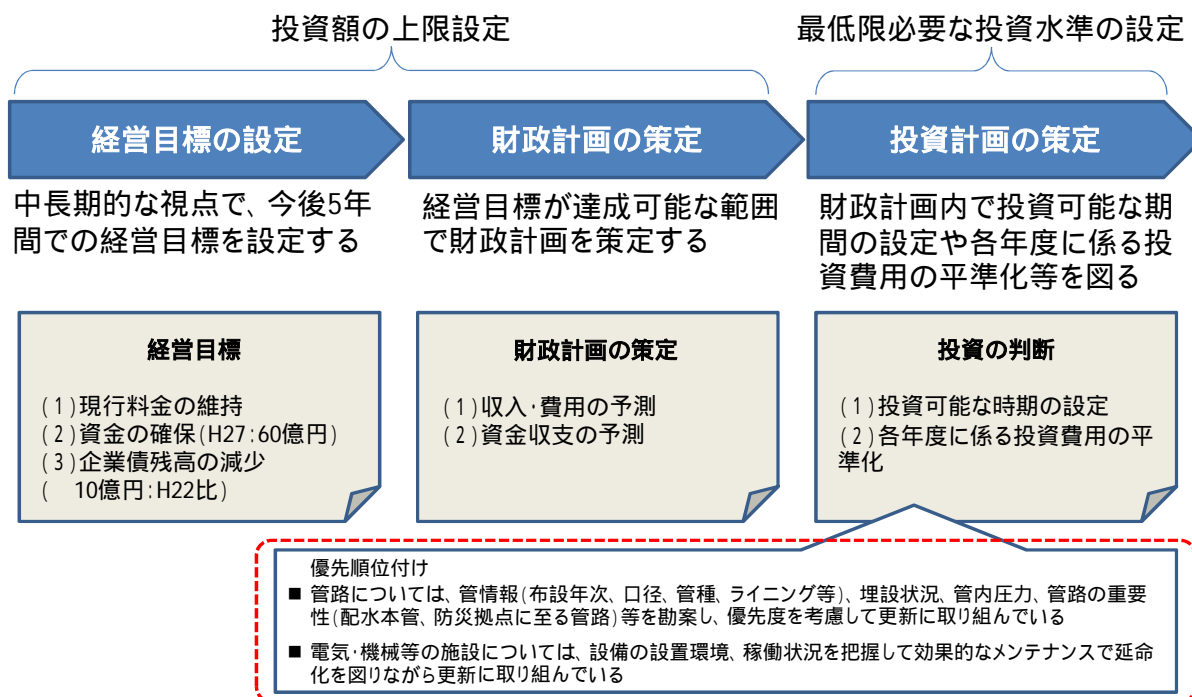 投資額の上限設定
最低限必要な投資水準の設定
経営目標の設定
財政計画の策定
投資計画の策定
中長期的な視点で、今後5年
間での経営目標を設定する
経営目標が達成可能な範囲
で財政計画を策定する
財政計画内で投資可能な期
間の設定や各年度に係る投
資費用の平準化等を図る
経営目標
(1)現行料金の維持
(2)資金の確保(H27:60億円)
(3)企業債残高の減少
(　10億円:H22比)
財政計画の策定
(1)収入・費用の予測
(2)資金収支の予測
投資の判断
(1)投資可能な時期の設定
(2)各年度に係る投資費用の平
準化
優先順位付け
■ 管路については、管情報(布設年次、口径、管種、ライニング等)、埋設状況、管内圧力、管路の重要
性(配水本管、防災拠点に至る管路)等を勘案し、優先度を考慮して更新に取り組んでいる
■ 電気・機械等の施設については、設備の設置環境、稼働状況を把握して効果的なメンテナンスで延命
化を図りながら更新に取り組んでいる